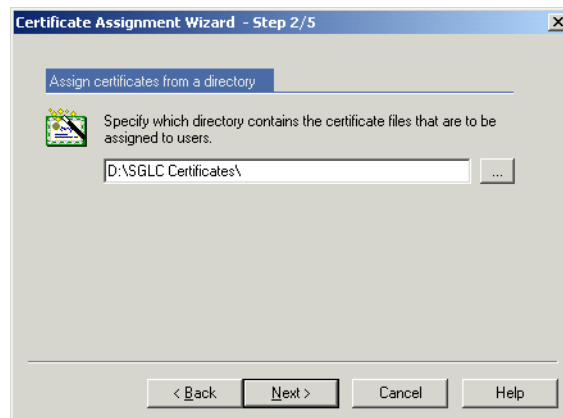 Certificate Assignment Wizard - Step 2/5
Assign certificates from a directory
Specify which directory contains the certificate files that are to be
assigned to users.
D:\SGLC Certificates\
...
< Back
Next >
Cancel
Help